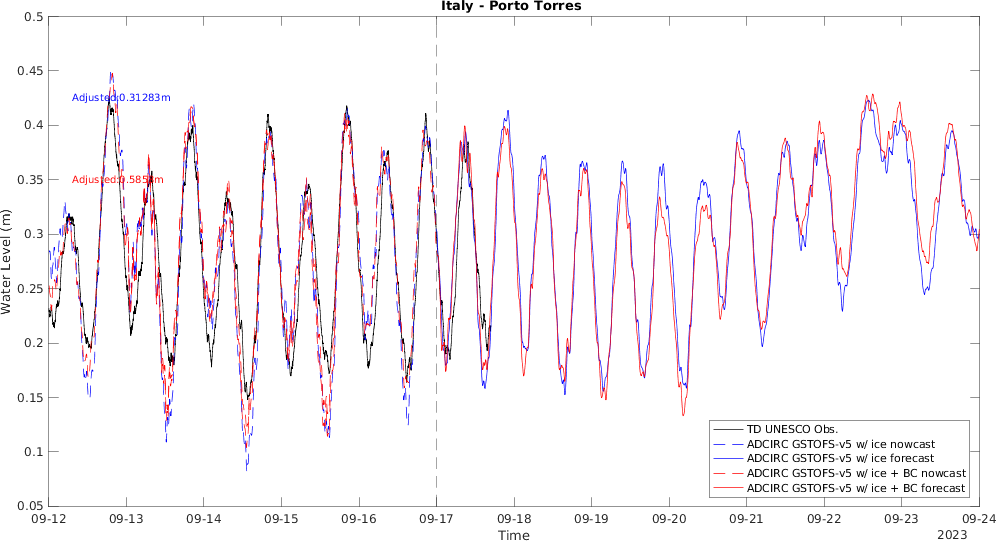 Italy - Porto Torres
0.5
0.45
0.4
0.35
0.3
0.25
0.2
0.15
0.1
0.05
Water Level (m)
Adjusted:0.31283m
TD UNESCO Obs.
ADCIRC GSTOFS-v5 w/ ice nowcast
ADCIRC GSTOFS-v5 w/ ice forecast
ADCIRC GSTOFS-v5 w/ ice + BC nowcast
ADCIRC GSTOFS-v5 w/ ice + BC forecast
09-12 09-13 09-14 09-15 09-16 09-17 09-18 09-19 09-20 09-21 09-22 09-23 09-24
Time
2023